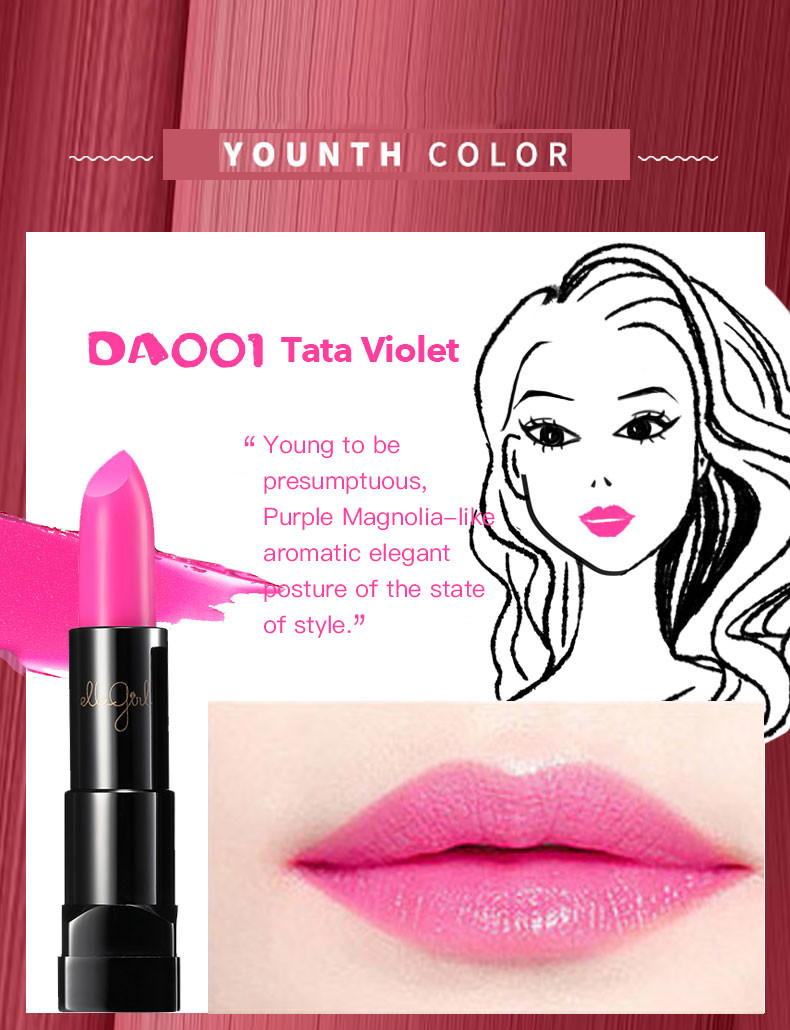 YOUNTH COLOR
DA001 Tata Violet
“ Young to be
presumptuous,
Purple Magnolia-like
aromatic elegant
posture of the state
of style.”
ellegirl